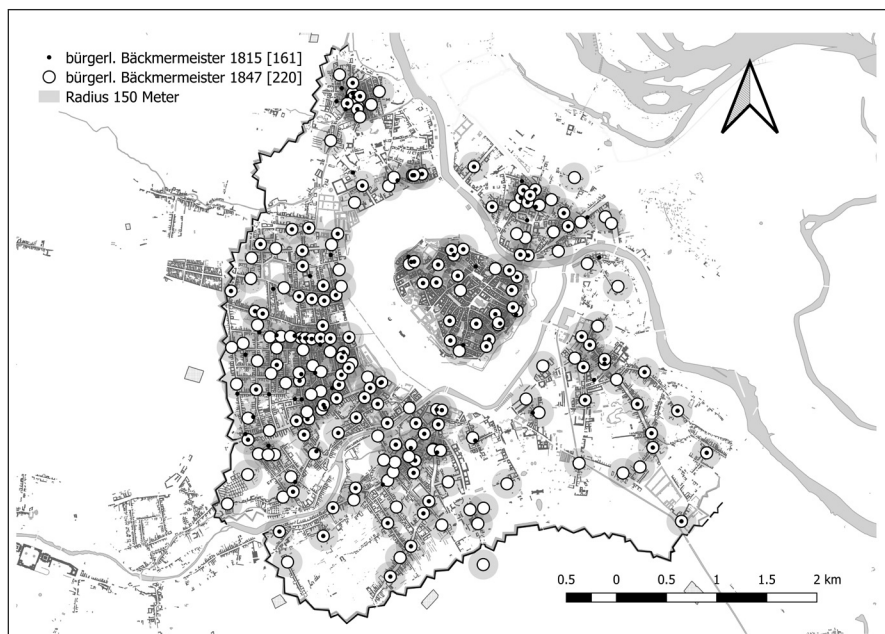 bürgerl. Bäckmermeister 1815 [161]
bürgerl. Bäckmermeister 1847 [220]
Radius 150 Meter
0.5 0 0.5 1 1.5 2 km